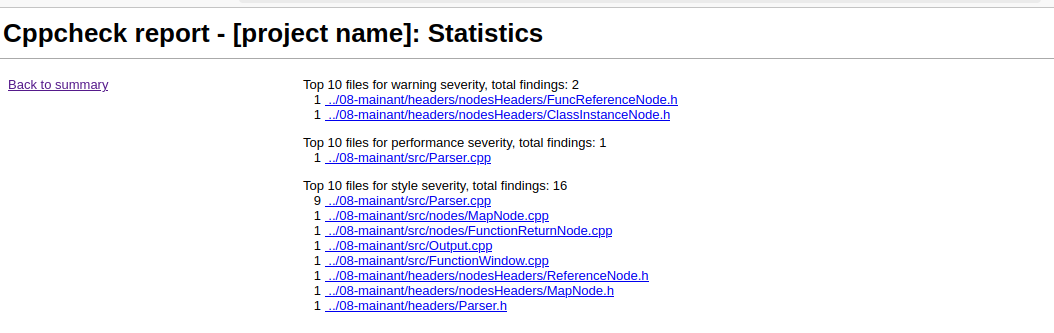 Cppcheck report - [project name]: Statistics
Back to summary
Top 10 files for warning severity, total findings: 2
1 ../08-mainant/headers/nodesHeaders/FuncReferenceNode.h
1 ../08-mainant/headers/nodesHeaders/ClassInstanceNode.h
Top 10 files for performance severity, total findings: 1
1 ../08-mainant/src/Parser.cpp
Top 10 files for style severity, total findings: 16
9 ../08-mainant/src/Parser.cpp
1 ../08-mainant/src/nodes/MapNode.cpp
1 ../08-mainant/src/nodes/FunctionReturnNode.cpp
1 ../08-mainant/src/Output.cpp
1 ../08-mainant/src/FunctionWindow.cpp
1 ../08-mainant/headers/nodesHeaders/ReferenceNode.h
1 ../08-mainant/headers/nodesHeaders/MapNode.h
1 ../08-mainant/headers/Parser.h